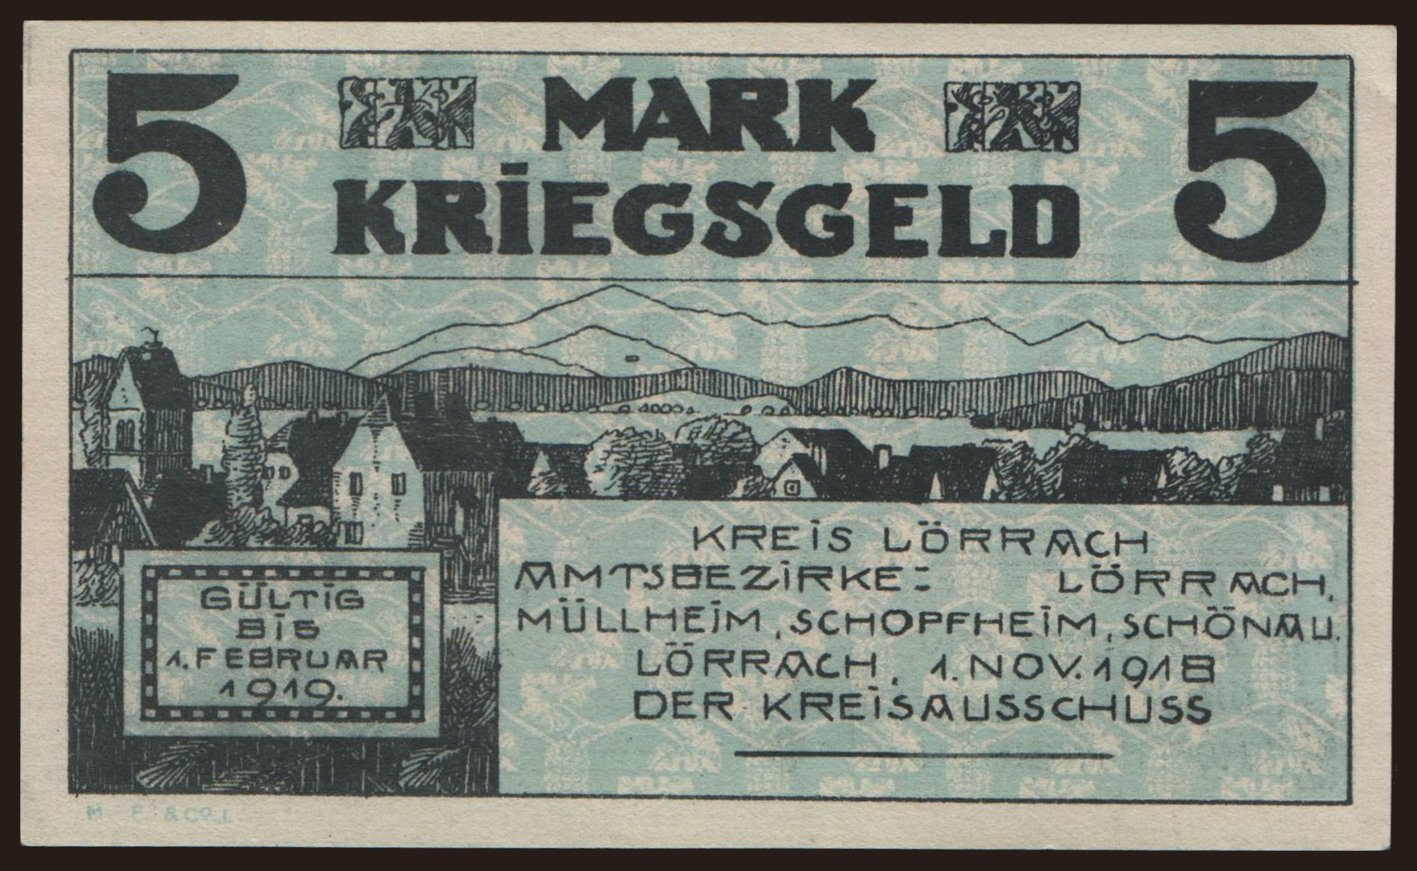 5 MARK 5
KRIEGSGELD
KREIS LÖRRACH
AMTSBEZIRKE: LÖRRACH,
MÜLLHEIM, SCHOPFHEIM, SCHÖNAU.
LÖRRACH, 1. NOV. 1918
DER KREISAUSSCHUSS
GÜLTIG
BIS
1. FEBRUAR
1919.
M. F. & CO. L.